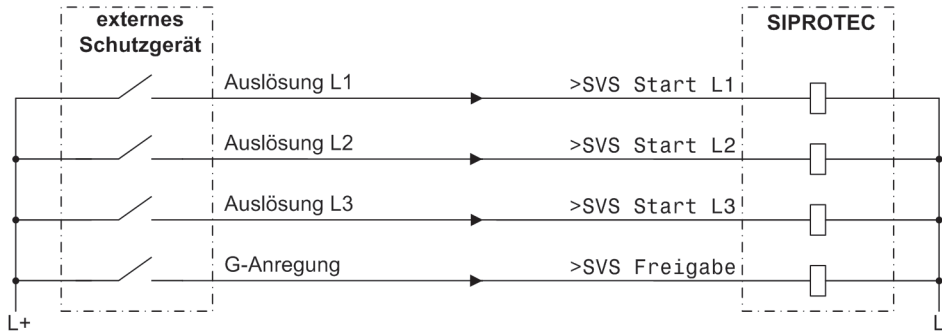 externes
Schutzgerät
SIPROTEC
Auslösung L1
>SVS Start L1
Auslösung L2
>SVS Start L2
Auslösung L3
>SVS Start L3
G-Anregung
>SVS Freigabe
L+
L